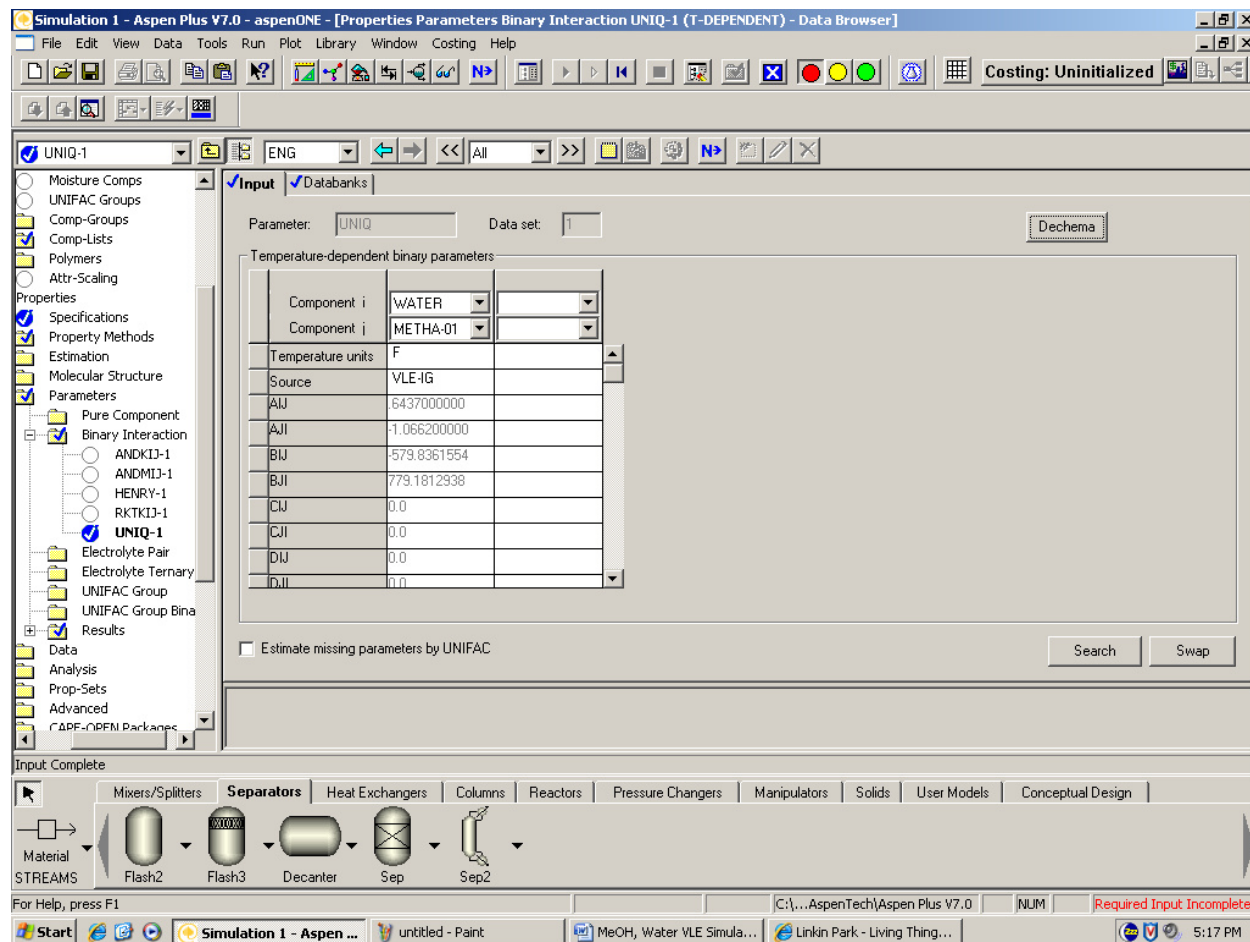 Simulation 1 - Aspen Plus V7.0 - aspenONE - [Properties Parameters Binary Interaction UNIQ-1 (T-DEPENDENT) - Data Browser]
File Edit View Data Tools Run Plot Library Window Costing Help
N> Costing: Uninitialized
UNIQ-1 ENG << All >> N>
Moisture Comps
UNIFAC Groups
Comp-Groups
Comp-Lists
Polymers
Attr-Scaling
Properties
Specifications
Property Methods
Estimation
Molecular Structure
Parameters
Pure Component
Binary Interaction
ANDKIJ-1
ANDMIJ-1
HENRY-1
RKTKIJ-1
UNIQ-1
Electrolyte Pair
Electrolyte Ternary
UNIFAC Group
UNIFAC Group Bina
Results
Data
Analysis
Prop-Sets
Advanced
CAPE-OPEN Packages
Input Databanks
Parameter: UNIQ Data set: 1 Dechema
Temperature-dependent binary parameters
Component i WATER
Component j METHA-01
Temperature units F
Source VLE-IG
AIJ .6437000000
AJI -1.066200000
BIJ -579.8361554
BJI 779.1812938
CIJ 0.0
CJI 0.0
DIJ 0.0
DJI 0.0
Estimate missing parameters by UNIFAC Search Swap
Input Complete
Mixers/Splitters Separators Heat Exchangers Columns Reactors Pressure Changers Manipulators Solids User Models Conceptual Design
Material
STREAMS Flash2 Flash3 Decanter Sep Sep2
For Help, press F1 C:\...AspenTech\Aspen Plus V7.0 NUM Required Input Incomplete
Start Simulation 1 - Aspen ... untitled - Paint MeOH, Water VLE Simula... Linkin Park - Living Thing... 5:17 PM